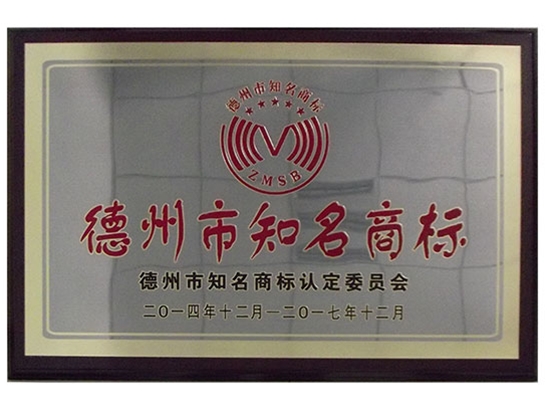 德州市知名商标
ZMSB
德州市知名商标
德州市知名商标认定委员会
二〇一四年十二月一二〇一七年十二月